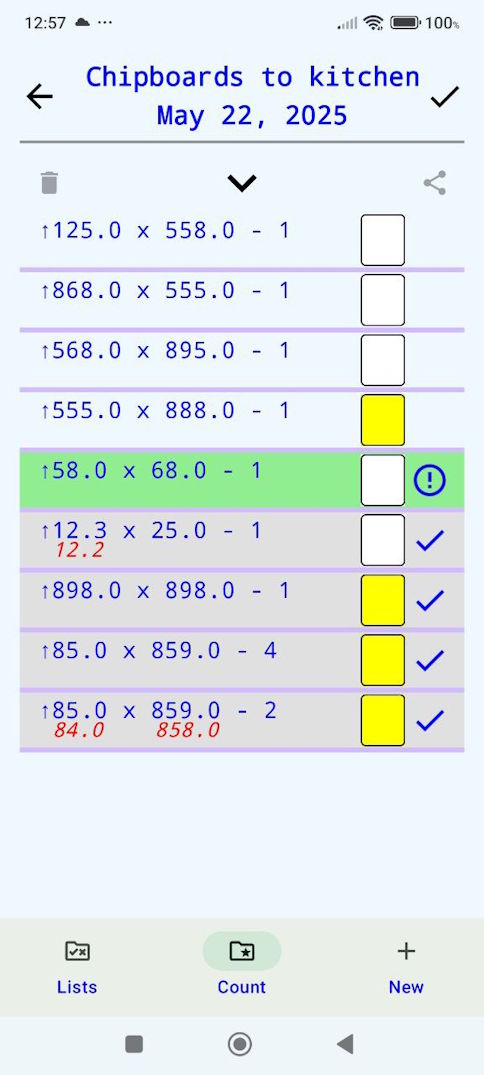 12:57 ... 100%
Chipboards to kitchen
May 22, 2025
↑125.0 x 558.0 - 1
↑868.0 x 555.0 - 1
↑568.0 x 895.0 - 1
↑555.0 x 888.0 - 1
↑58.0 x 68.0 - 1
↑12.3 x 25.0 - 1
12.2
↑898.0 x 898.0 - 1
↑85.0 x 859.0 - 4
↑85.0 x 859.0 - 2
84.0 858.0
Lists Count New